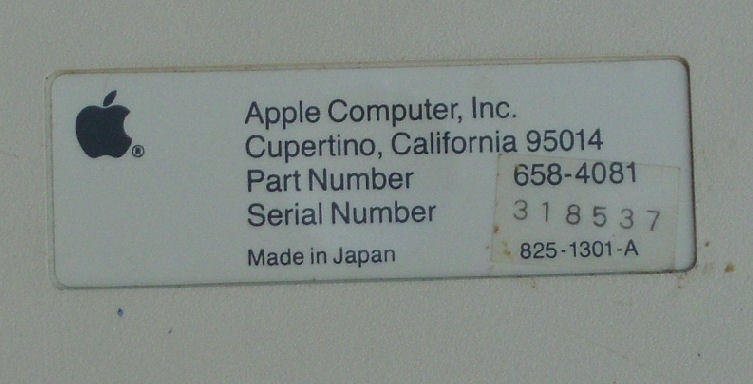 Apple Computer, Inc.
Cupertino, California 95014
Part Number 658-4081
Serial Number 318537
Made in Japan 825-1301-A
®